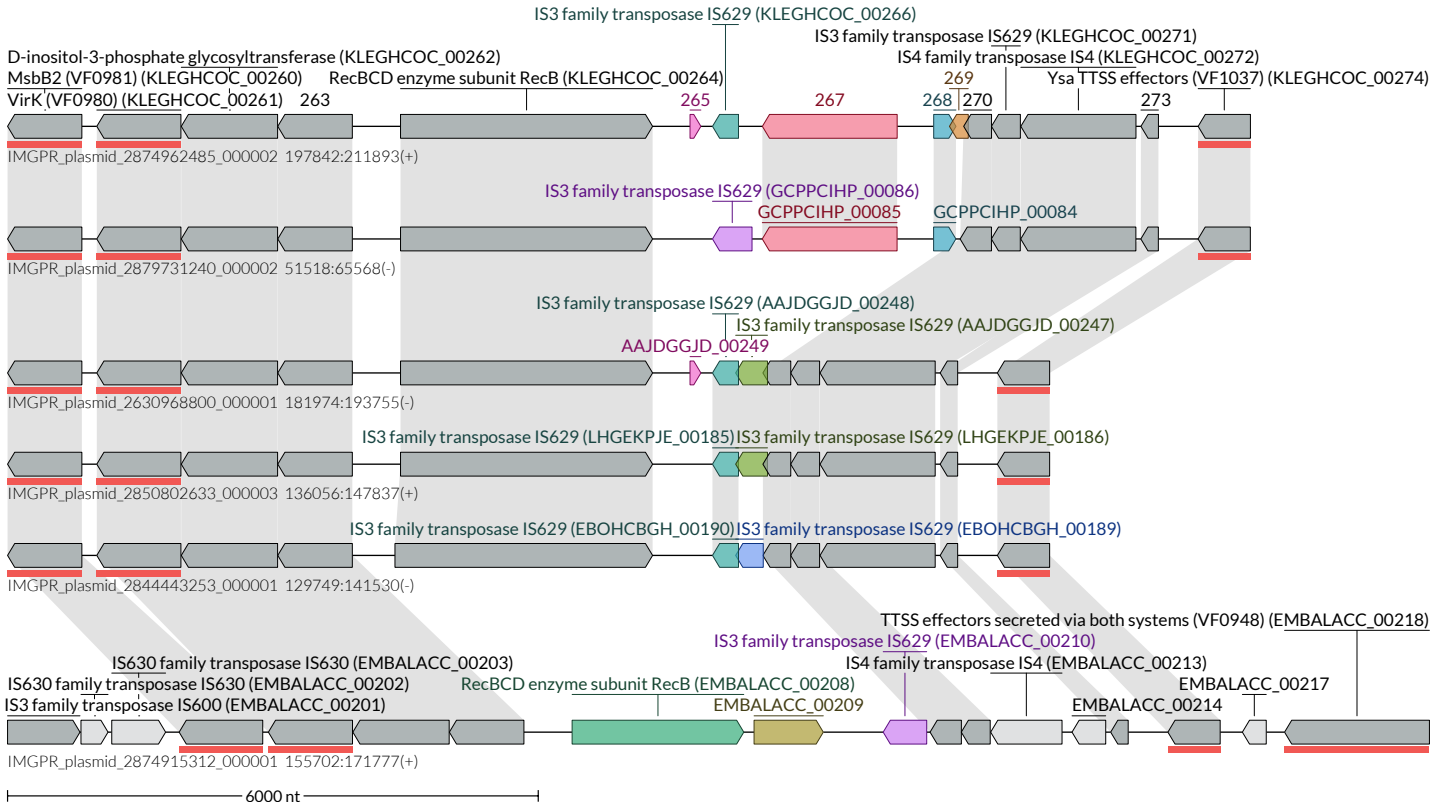 IS3 family transposase IS629 (KLEGHCOC_00266)
IS3 family transposase IS629 (KLEGHCOC_00271)
D-inositol-3-phosphate glycosyltransferase (KLEGHCOC_00262)
IS4 family transposase IS4 (KLEGHCOC_00272)
MsbB2 (VF0981) (KLEGHCOC_00260)
RecBCD enzyme subunit RecB (KLEGHCOC_00264)
269
Ysa TTSS effectors (VF1037) (KLEGHCOC_00274)
VirK (VF0980) (KLEGHCOC_00261)
263
265
267
268
270
273
IMGPR_plasmid_2874962485_000002 197842:211893(+)
IS3 family transposase IS629 (GCPPCIHP_00086)
GCPPCIHP_00085
GCPPCIHP_00084
IMGPR_plasmid_2879731240_000002 51518:65568(-)
IS3 family transposase IS629 (AAJDGGJD_00248)
IS3 family transposase IS629 (AAJDGGJD_00247)
AAJDGGJD_00249
IMGPR_plasmid_2630968800_000001 181974:193755(-)
IS3 family transposase IS629 (LHGEKPJE_00185)
IS3 family transposase IS629 (LHGEKPJE_00186)
IMGPR_plasmid_2850802633_000003 136056:147837(+)
IS3 family transposase IS629 (EBOHCBGH_00190)
IS3 family transposase IS629 (EBOHCBGH_00189)
IMGPR_plasmid_2844443253_000001 129749:141530(-)
TTSS effectors secreted via both systems (VF0948) (EMBALACC_00218)
IS3 family transposase IS629 (EMBALACC_00210)
IS630 family transposase IS630 (EMBALACC_00203)
IS4 family transposase IS4 (EMBALACC_00213)
IS630 family transposase IS630 (EMBALACC_00202)
RecBCD enzyme subunit RecB (EMBALACC_00208)
EMBALACC_00217
IS3 family transposase IS600 (EMBALACC_00201)
EMBALACC_00209
EMBALACC_00214
IMGPR_plasmid_2874915312_000001 155702:171777(+)
6000 nt